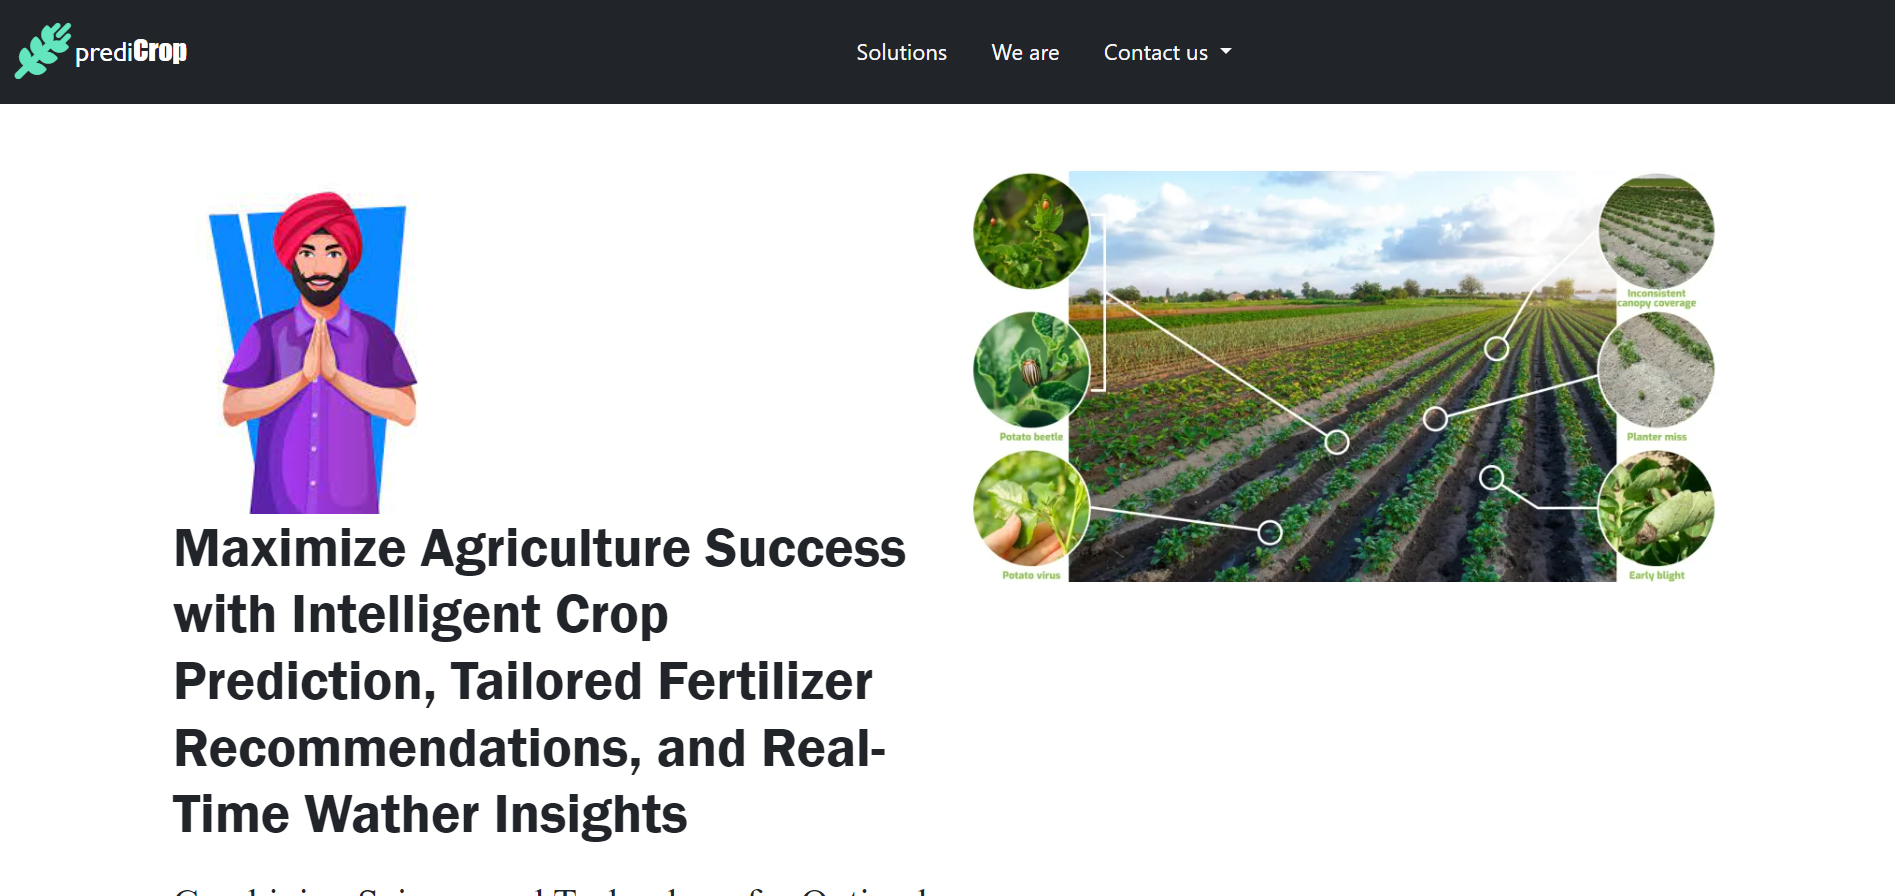 prediCrop
Solutions
We are
Contact us
Inconsistent
canopy coverage
Potato beetle
Planter miss
Potato virus
Early blight
Maximize Agriculture Success
with Intelligent Crop
Prediction, Tailored Fertilizer
Recommendations, and Real-
Time Wather Insights